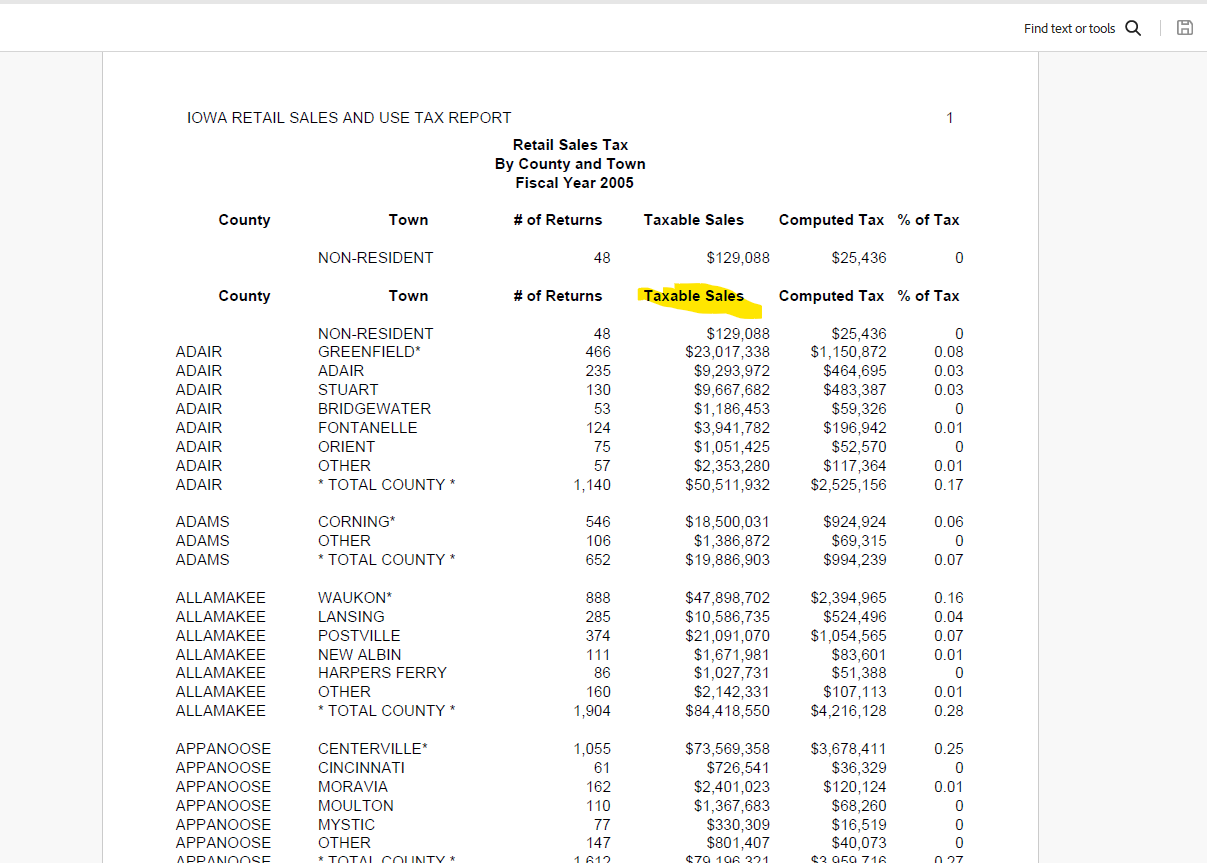 Find text or tools
IOWA RETAIL SALES AND USE TAX REPORT 1
Retail Sales Tax
By County and Town
Fiscal Year 2005
County Town # of Returns Taxable Sales Computed Tax % of Tax
NON-RESIDENT 48 $129,088 $25,436 0
County Town # of Returns Taxable Sales Computed Tax % of Tax
NON-RESIDENT 48 $129,088 $25,436 0
ADAIR GREENFIELD* 466 $23,017,338 $1,150,872 0.08
ADAIR ADAIR 235 $9,293,972 $464,695 0.03
ADAIR STUART 130 $9,667,682 $483,387 0.03
ADAIR BRIDGEWATER 53 $1,186,453 $59,326 0
ADAIR FONTANELLE 124 $3,941,782 $196,942 0.01
ADAIR ORIENT 75 $1,051,425 $52,570 0
ADAIR OTHER 57 $2,353,280 $117,364 0.01
ADAIR * TOTAL COUNTY * 1,140 $50,511,932 $2,525,156 0.17
ADAMS CORNING* 546 $18,500,031 $924,924 0.06
ADAMS OTHER 106 $1,386,872 $69,315 0
ADAMS * TOTAL COUNTY * 652 $19,886,903 $994,239 0.07
ALLAMAKEE WAUKON* 888 $47,898,702 $2,394,965 0.16
ALLAMAKEE LANSING 285 $10,586,735 $524,496 0.04
ALLAMAKEE POSTVILLE 374 $21,091,070 $1,054,565 0.07
ALLAMAKEE NEW ALBIN 111 $1,671,981 $83,601 0.01
ALLAMAKEE HARPERS FERRY 86 $1,027,731 $51,388 0
ALLAMAKEE OTHER 160 $2,142,331 $107,113 0.01
ALLAMAKEE * TOTAL COUNTY * 1,904 $84,418,550 $4,216,128 0.28
APPANOOSE CENTERVILLE* 1,055 $73,569,358 $3,678,411 0.25
APPANOOSE CINCINNATI 61 $726,541 $36,329 0
APPANOOSE MORAVIA 162 $2,401,023 $120,124 0.01
APPANOOSE MOULTON 110 $1,367,683 $68,260 0
APPANOOSE MYSTIC 77 $330,309 $16,519 0
APPANOOSE OTHER 147 $801,407 $40,073 0
APPANOOSE * TOTAL COUNTY * 1,612 $79,196,321 $3,959,716 0.27